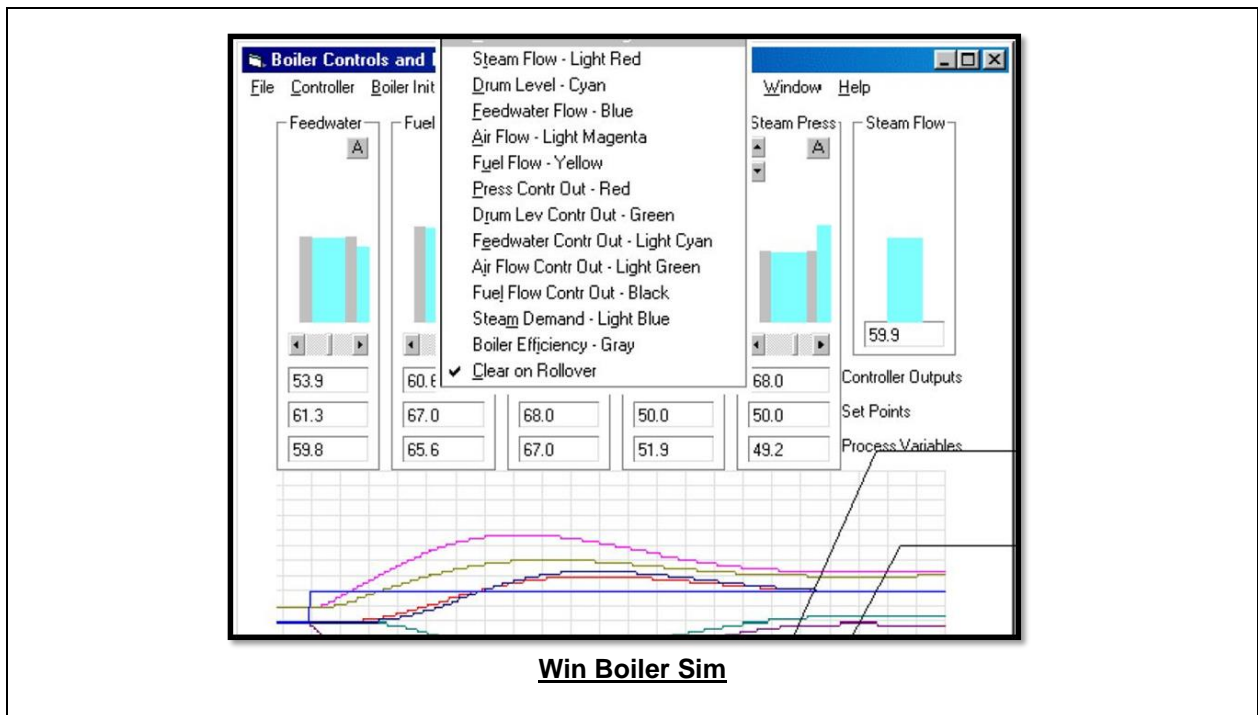 Boiler Controls and
File Controller Boiler Init Window Help
Steam Flow - Light Red
Drum Level - Cyan
Feedwater Flow - Blue
Air Flow - Light Magenta
Fuel Flow - Yellow
Press Contr Out - Red
Drum Lev Contr Out - Green
Feedwater Contr Out - Light Cyan
Air Flow Contr Out - Light Green
Fuel Flow Contr Out - Black
Steam Demand - Light Blue
Boiler Efficiency - Gray
✔ Clear on Rollover
Feedwater Fuel Steam Press Steam Flow
A A
59.9
53.9 60.6 68.0 Controller Outputs
61.3 67.0 68.0 50.0 50.0 Set Points
59.8 65.6 67.0 51.9 49.2 Process Variables
Win Boiler Sim